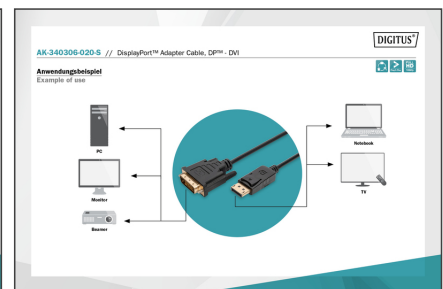 DIGITUS®
AK-340306-020-S // DisplayPort™ Adapter Cable, DP™ - DVI
Anwendungsbeispiel
Example of use
PC
Monitor
Beamer
Notebook
TV